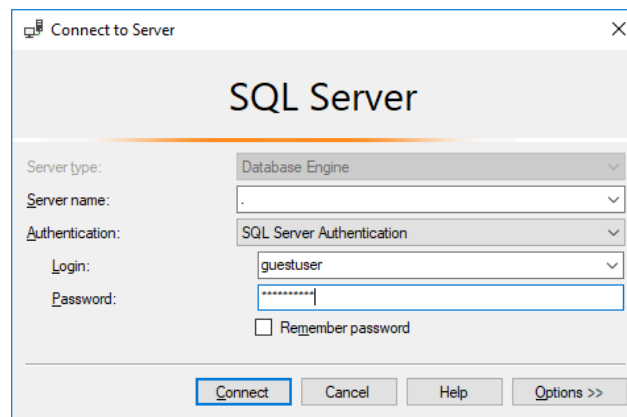 Connect to Server
SQL Server
Server type: Database Engine
Server name: .
Authentication: SQL Server Authentication
Login: guestuser
Password: **********
Remember password
Connect Cancel Help Options >>